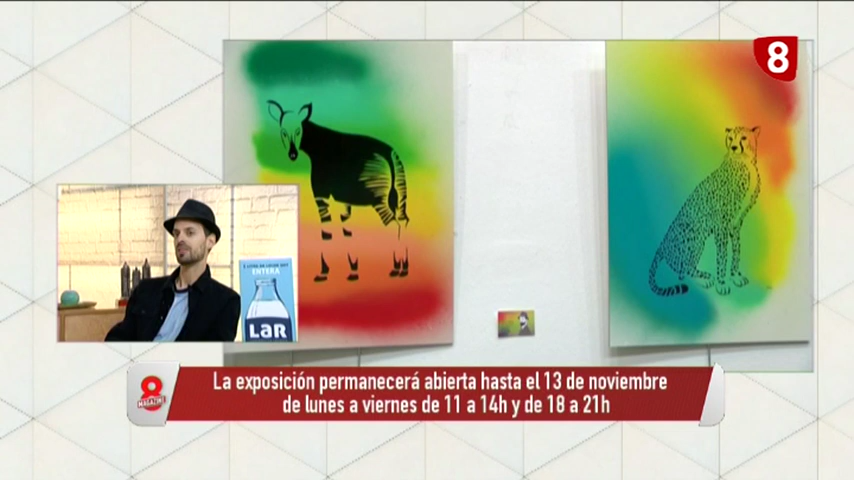 8
ENTERA
LAR
8
MAGAZINE
La exposición permanecerá abierta hasta el 13 de noviembre
de lunes a viernes de 11 a 14h y de 18 a 21h